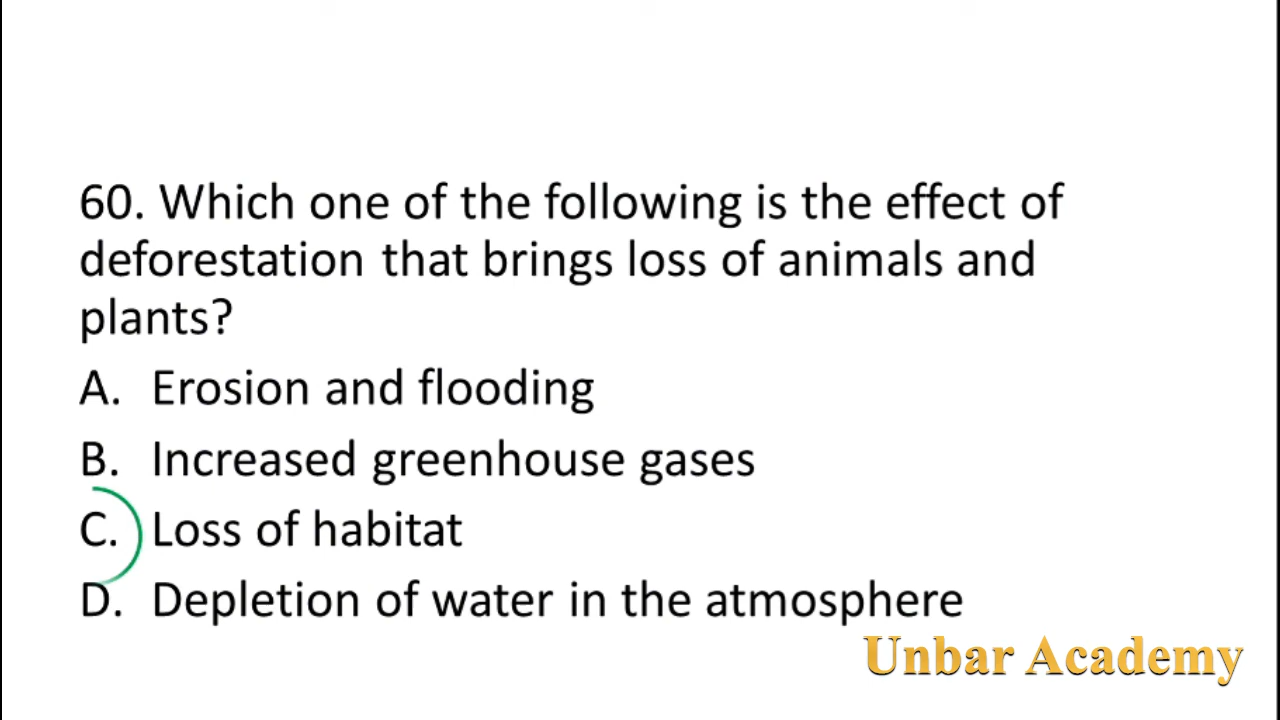 60. Which one of the following is the effect of
deforestation that brings loss of animals and
plants?
A. Erosion and flooding
B. Increased greenhouse gases
C. Loss of habitat
D. Depletion of water in the atmosphere
Unbar Academy